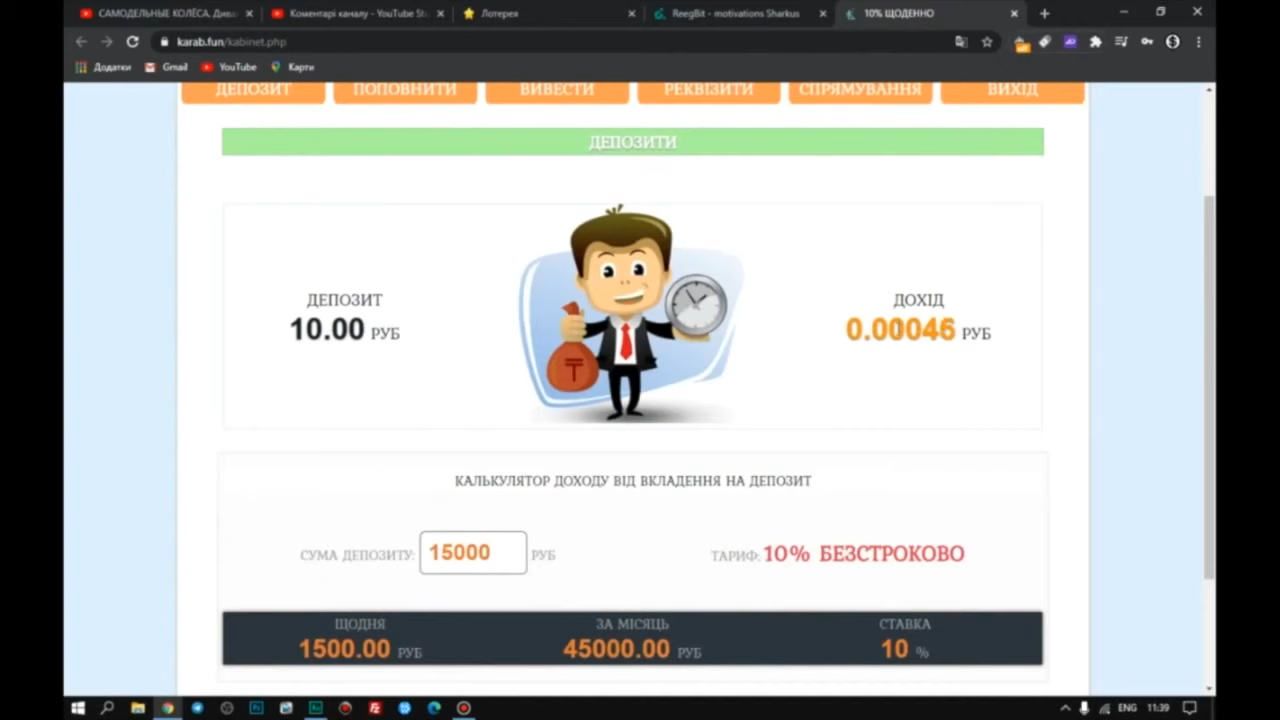 САМОДЕЛЬНЫЕ КОЛЁСА, Дива
Коментарі каналу - YouTube St
Лотерея
ReegBit - motivations Sharkus
10% ЩОДЕННО
karab.fun/kabinet.php
Додатки
Gmail
YouTube
Карти
ДЕПОЗИТ
ПОПОВНИТИ
ВИВЕСТИ
РЕКВІЗИТИ
СПРЯМУВАННЯ
ВИХІД
ДЕПОЗИТИ
ДЕПОЗИТ
10.00 РУБ
ДОХІД
0.00046 РУБ
КАЛЬКУЛЯТОР ДОХОДУ ВІД ВКЛАДЕННЯ НА ДЕПОЗИТ
СУМА ДЕПОЗИТУ: 15000 РУБ
ТАРИФ: 10% БЕЗСТРОКОВО
ЩОДНЯ
1500.00 РУБ
ЗА МІСЯЦЬ
45000.00 РУБ
СТАВКА
10 %
ENG 11:39